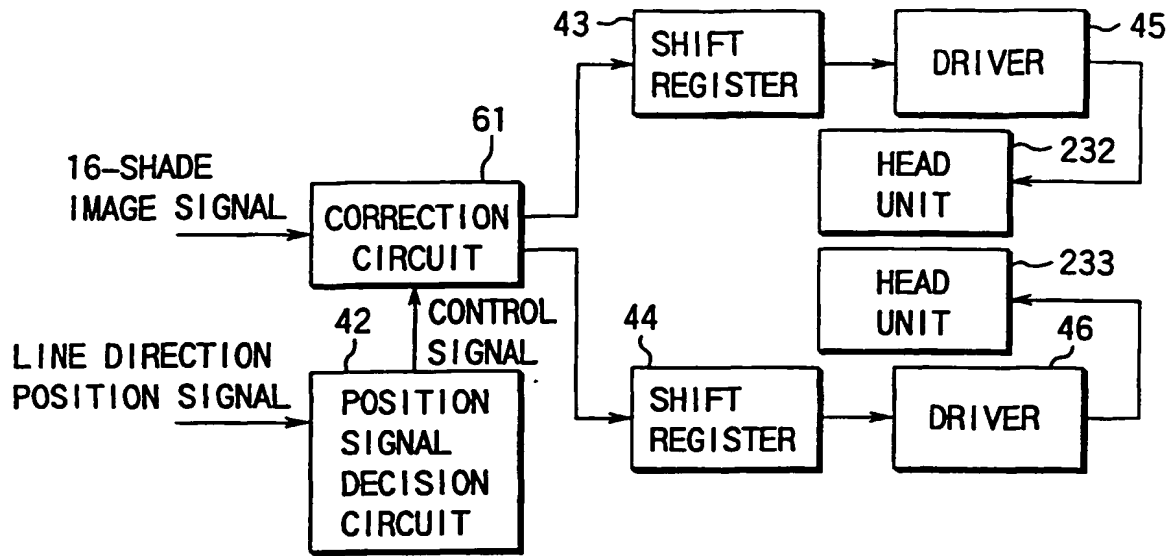 43
SHIFT
REGISTER
45
DRIVER
61
16-SHADE
IMAGE SIGNAL
CORRECTION
CIRCUIT
232
HEAD
UNIT
233
HEAD
UNIT
CONTROL
SIGNAL
42
LINE DIRECTION
POSITION SIGNAL
POSITION
SIGNAL
DECISION
CIRCUIT
44
SHIFT
REGISTER
46
DRIVER